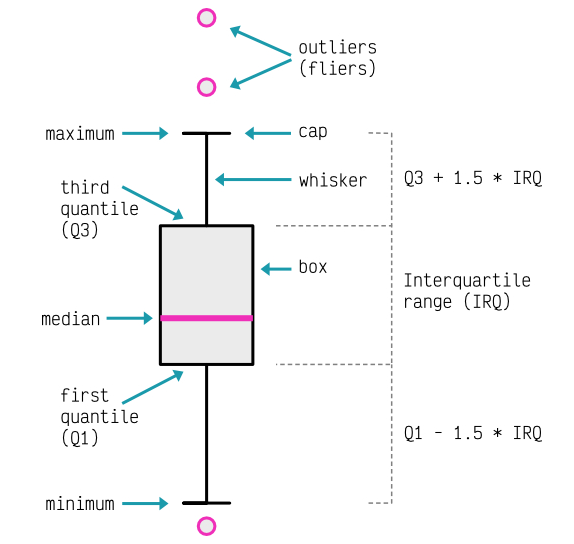 outliers
(fliers)
maximum
cap
whisker
Q3 + 1.5 * IRQ
third
quantile
(Q3)
box
Interquartile
range (IRQ)
median
first
quantile
(Q1)
Q1 - 1.5 * IRQ
minimum